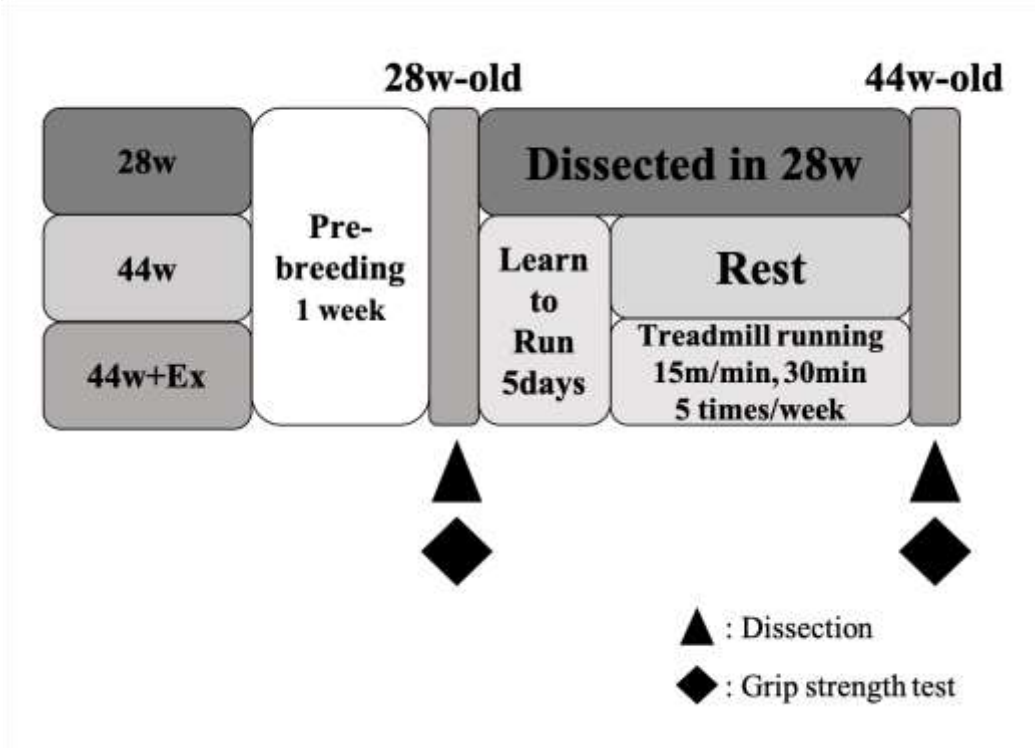 28w-old
44w-old
28w
44w
44w+Ex
Pre-
breeding
1 week
Dissected in 28w
Learn
to
Run
5days
Rest
Treadmill running
15m/min, 30min
5 times/week
: Dissection
: Grip strength test